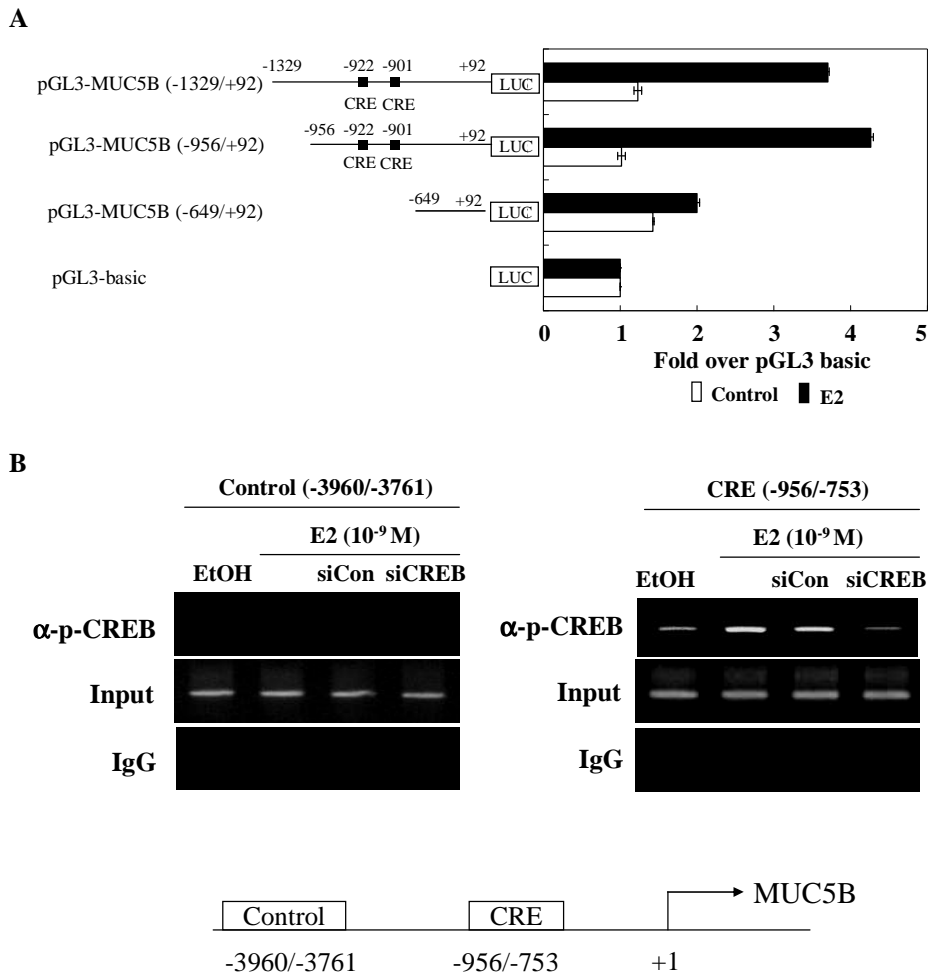 A
-1329 -922 -901 +92
pGL3-MUC5B (-1329/+92) LUC
CRE CRE
-956 -922 -901 +92
pGL3-MUC5B (-956/+92) LUC
CRE CRE
-649 +92
pGL3-MUC5B (-649/+92) LUC
pGL3-basic LUC
0 1 2 3 4 5
Fold over pGL3 basic
Control E2
B
Control (-3960/-3761)
E2 (10⁻⁹ M)
EtOH siCon siCREB
α-p-CREB
Input
IgG
CRE (-956/-753)
E2 (10⁻⁹ M)
EtOH siCon siCREB
α-p-CREB
Input
IgG
Control CRE MUC5B
-3960/-3761 -956/-753 +1